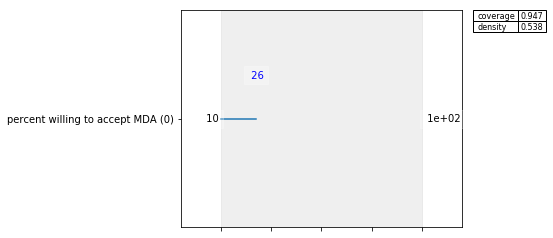 coverage 0.947
density 0.538
26
percent willing to accept MDA (0) 10 1e+02